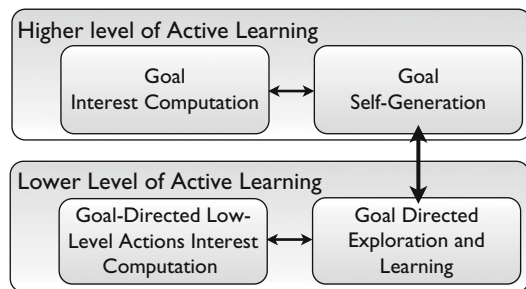 Higher level of Active Learning
Goal
Interest Computation
Goal
Self-Generation
Lower Level of Active Learning
Goal-Directed Low-
Level Actions Interest
Computation
Goal Directed
Exploration and
Learning